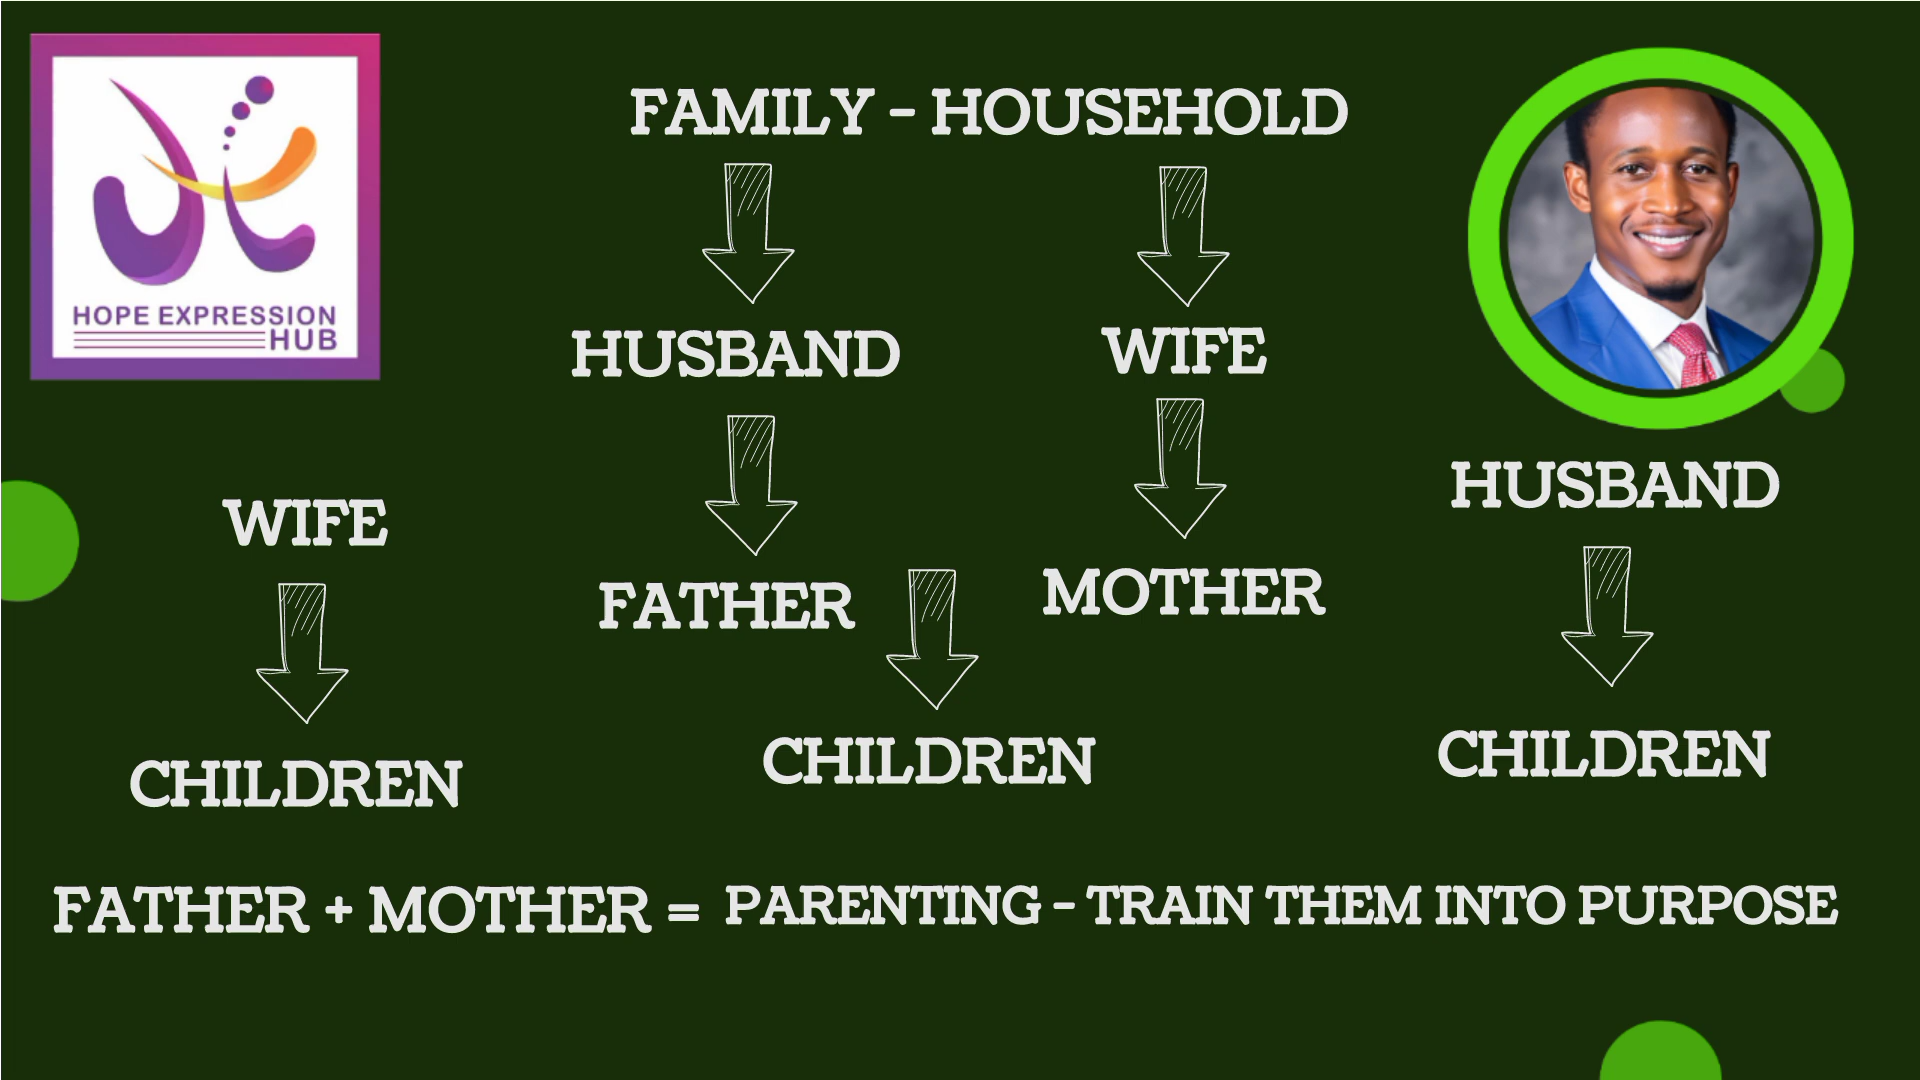 HOPE EXPRESSION
HUB
FAMILY - HOUSEHOLD
HUSBAND
WIFE
HUSBAND
WIFE
FATHER
MOTHER
CHILDREN
CHILDREN
CHILDREN
FATHER + MOTHER = PARENTING - TRAIN THEM INTO PURPOSE